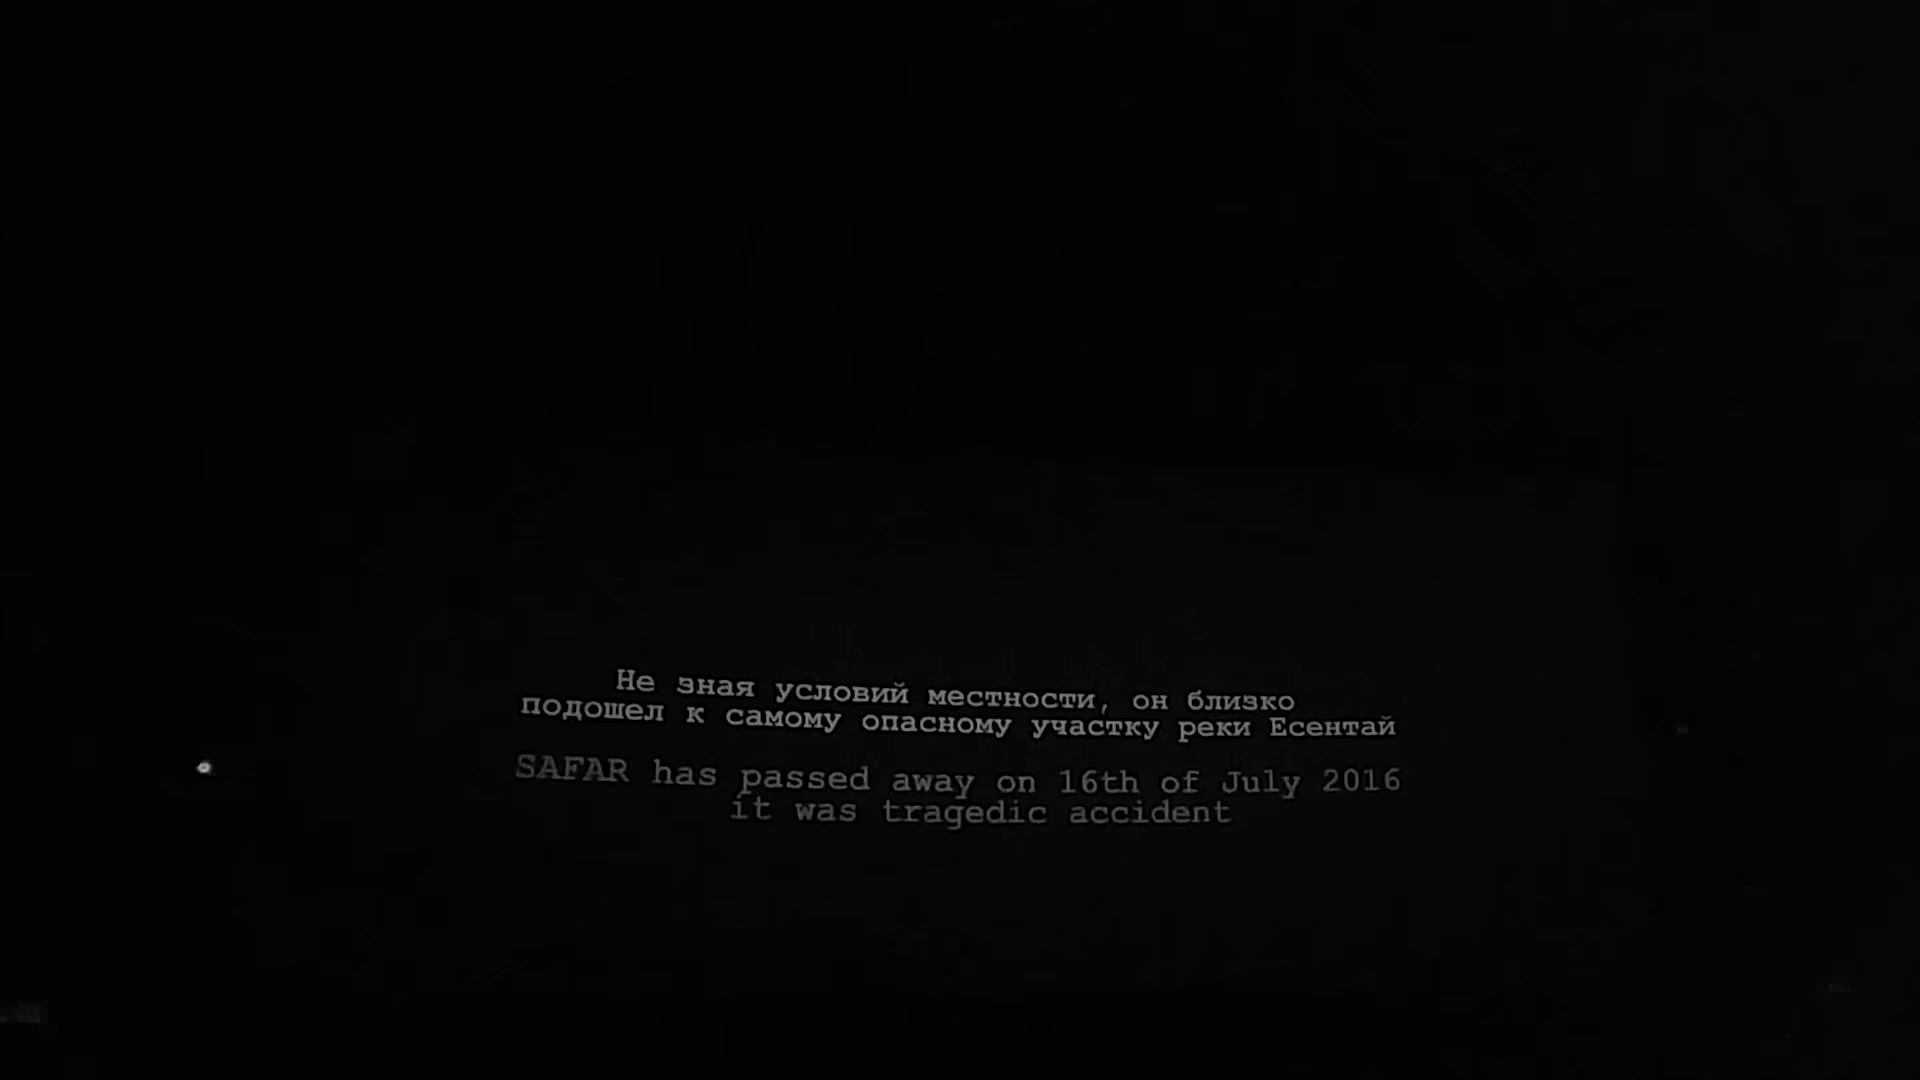 Не зная условий местности, он близко
подошел к самому опасному участку реки Есентай
SAFAR has passed away on 16th of July 2016
it was tragedic accident